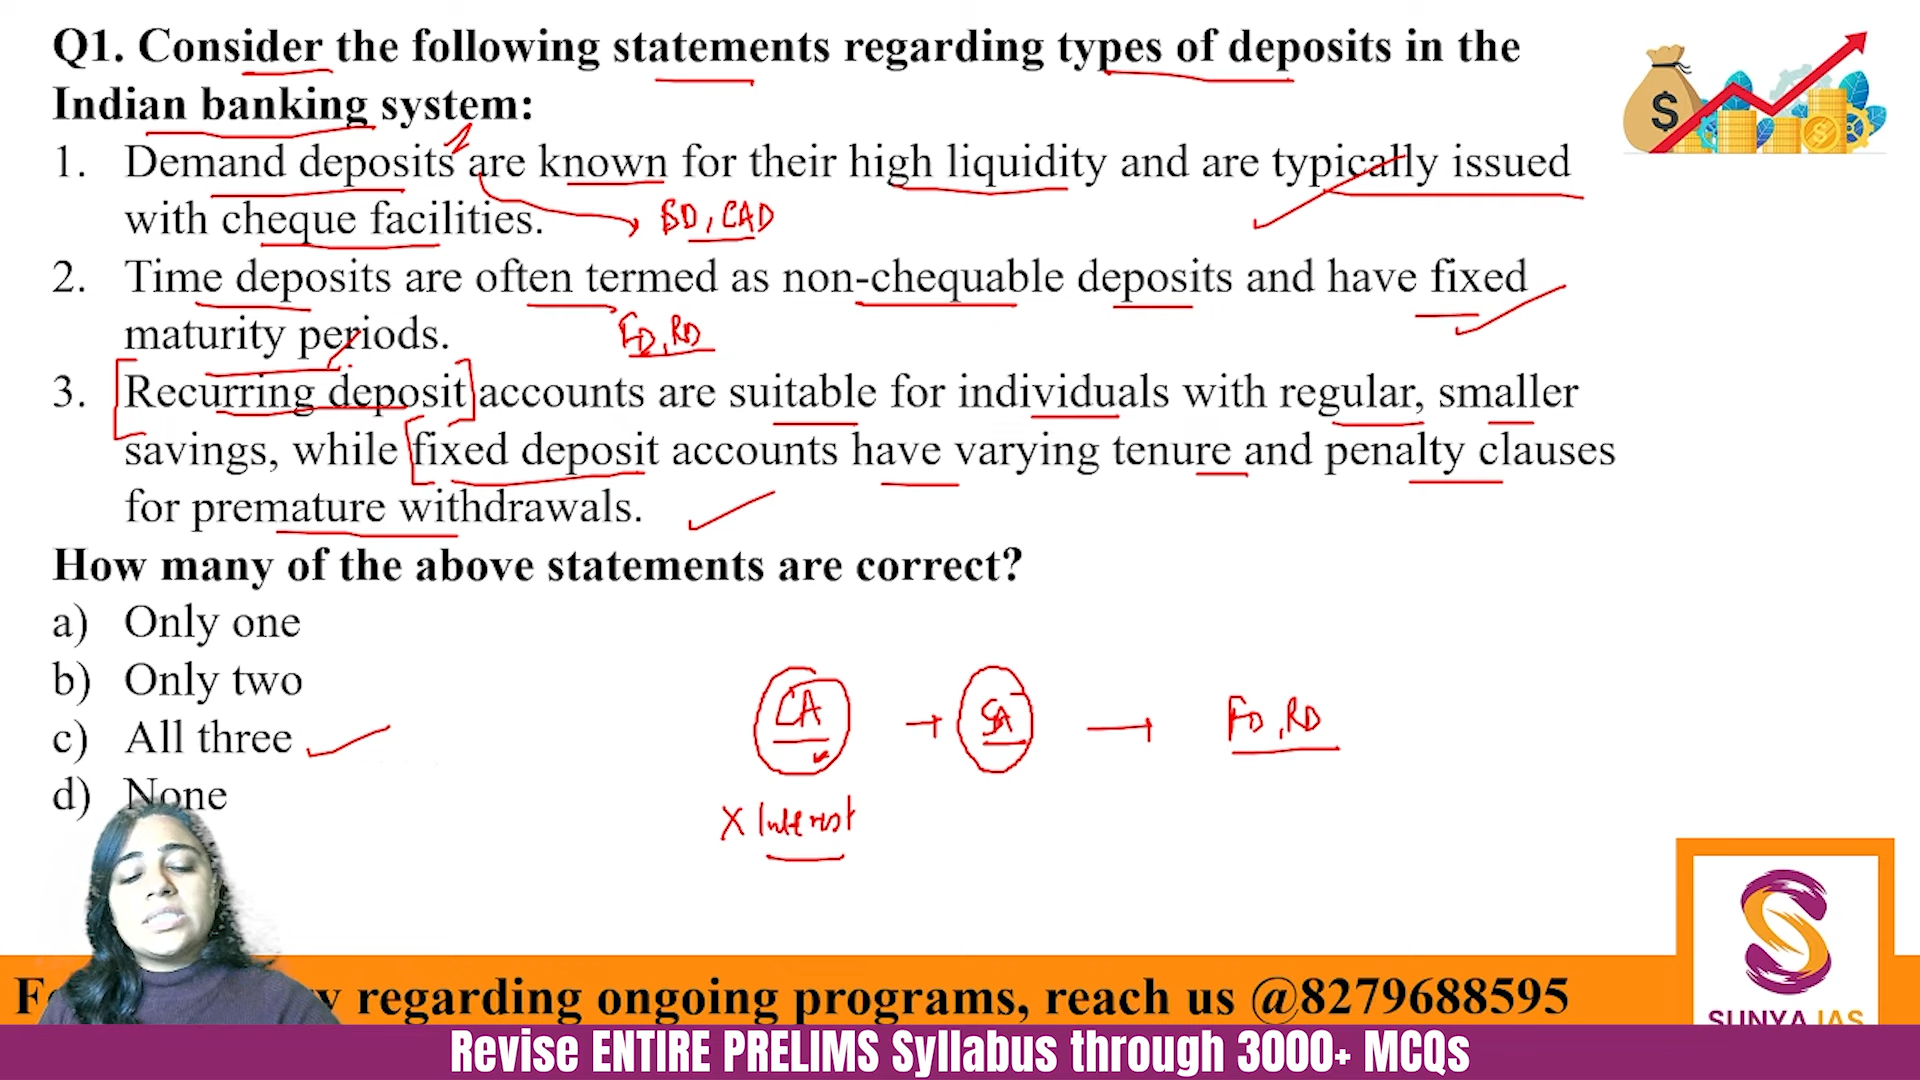 Q1. Consider the following statements regarding types of deposits in the
Indian banking system:
1. Demand deposits are known for their high liquidity and are typically issued
with cheque facilities.
BD, CAD
2. Time deposits are often termed as non-chequable deposits and have fixed
maturity periods.
FD, RD
3. Recurring deposit accounts are suitable for individuals with regular, smaller
savings, while fixed deposit accounts have varying tenure and penalty clauses
for premature withdrawals.
How many of the above statements are correct?
a) Only one
b) Only two
c) All three
d) None
CA → SA → FD, RD
X Interest
regarding ongoing programs, reach us @8279688595
SUNYA IAS
Revise ENTIRE PRELIMS Syllabus through 3000+ MCQs